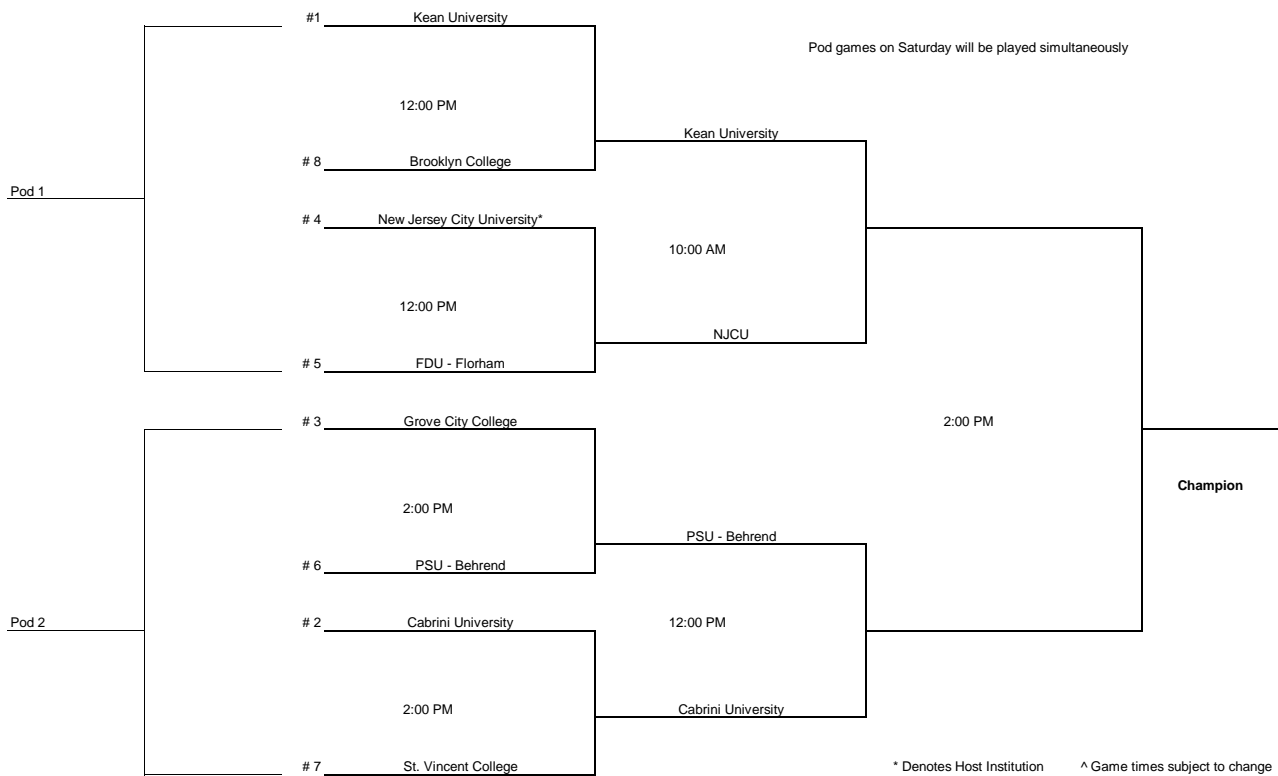 #1 Kean University
Pod games on Saturday will be played simultaneously
12:00 PM
Kean University
# 8 Brooklyn College
Pod 1
# 4 New Jersey City University*
10:00 AM
12:00 PM
NJCU
# 5 FDU - Florham
# 3 Grove City College
2:00 PM
Champion
2:00 PM
PSU - Behrend
# 6 PSU - Behrend
Pod 2
# 2 Cabrini University
12:00 PM
2:00 PM
Cabrini University
# 7 St. Vincent College
* Denotes Host Institution ^ Game times subject to change